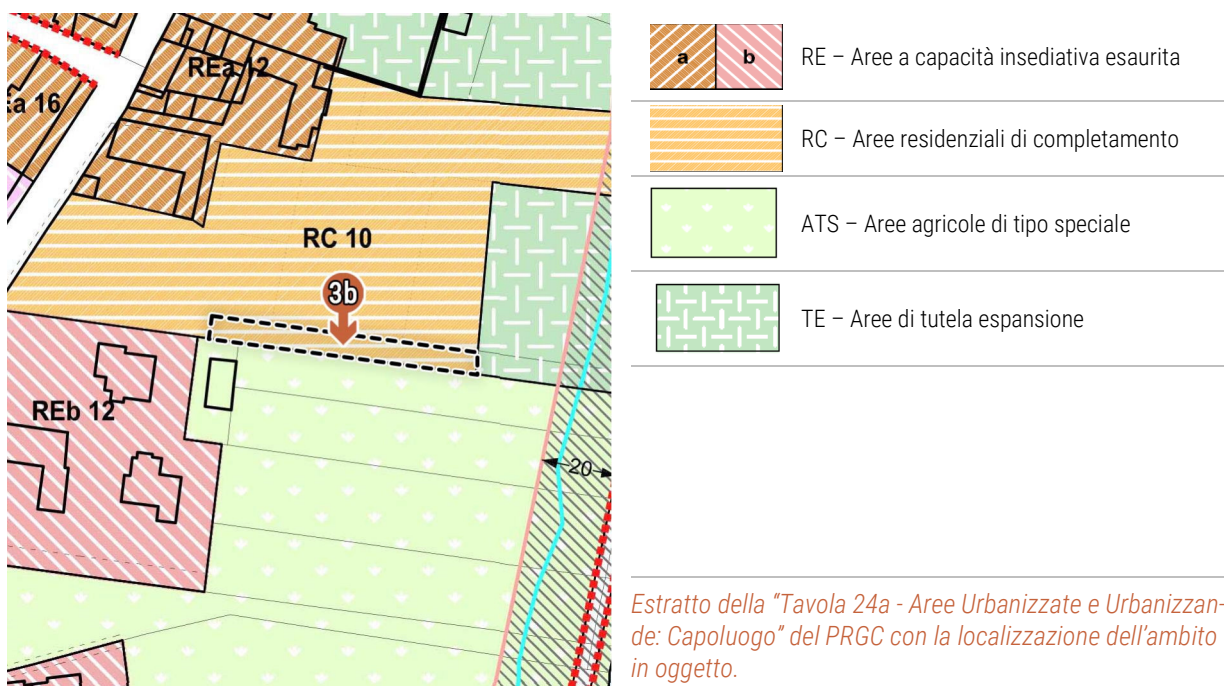 REa 12
Ea 16
RC 10
3b
REb 12
20
a b RE – Aree a capacità insediativa esaurita
RC – Aree residenziali di completamento
ATS – Aree agricole di tipo speciale
TE – Aree di tutela espansione
Estratto della "Tavola 24a - Aree Urbanizzate e Urbanizzan-
de: Capoluogo" del PRGC con la localizzazione dell'ambito
in oggetto.